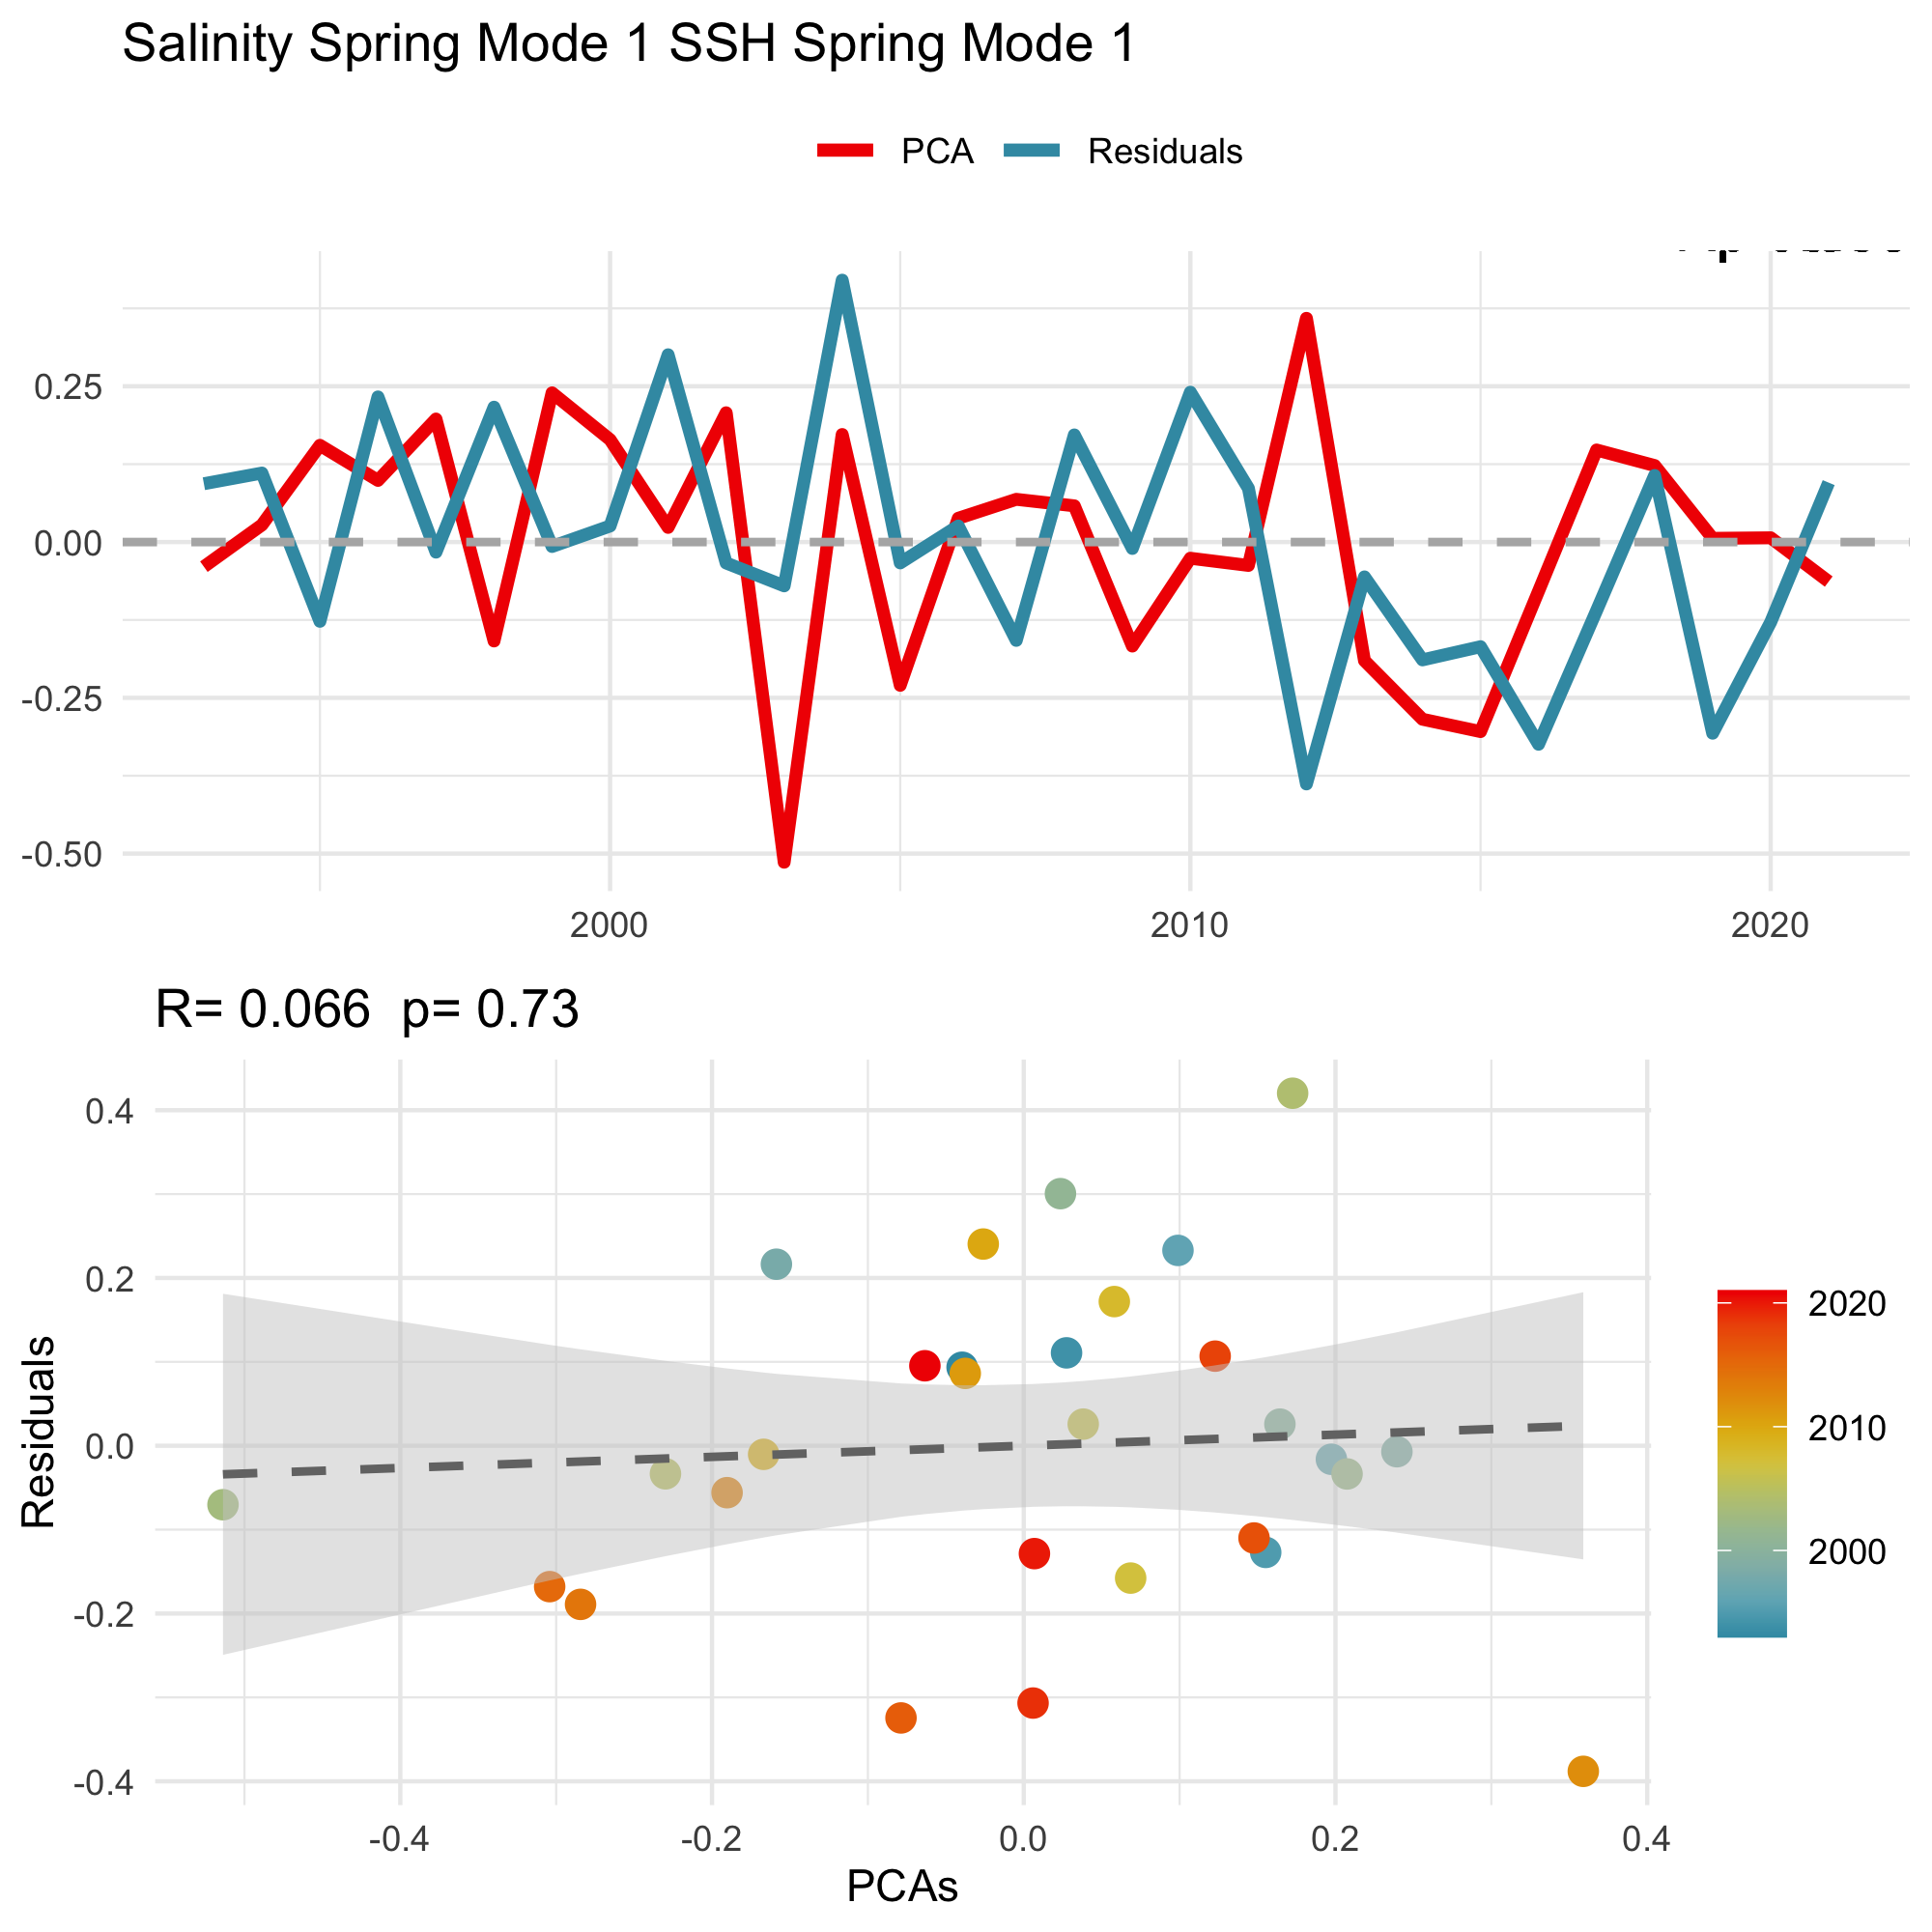 Salinity Spring Mode 1 SSH Spring Mode 1
PCA Residuals
0.25
0.00
-0.25
-0.50
2000 2010 2020
R= 0.066 p= 0.73
Residuals
0.4
0.2
0.0
-0.2
-0.4
-0.4 -0.2 0.0 0.2 0.4
PCAs
2020
2010
2000